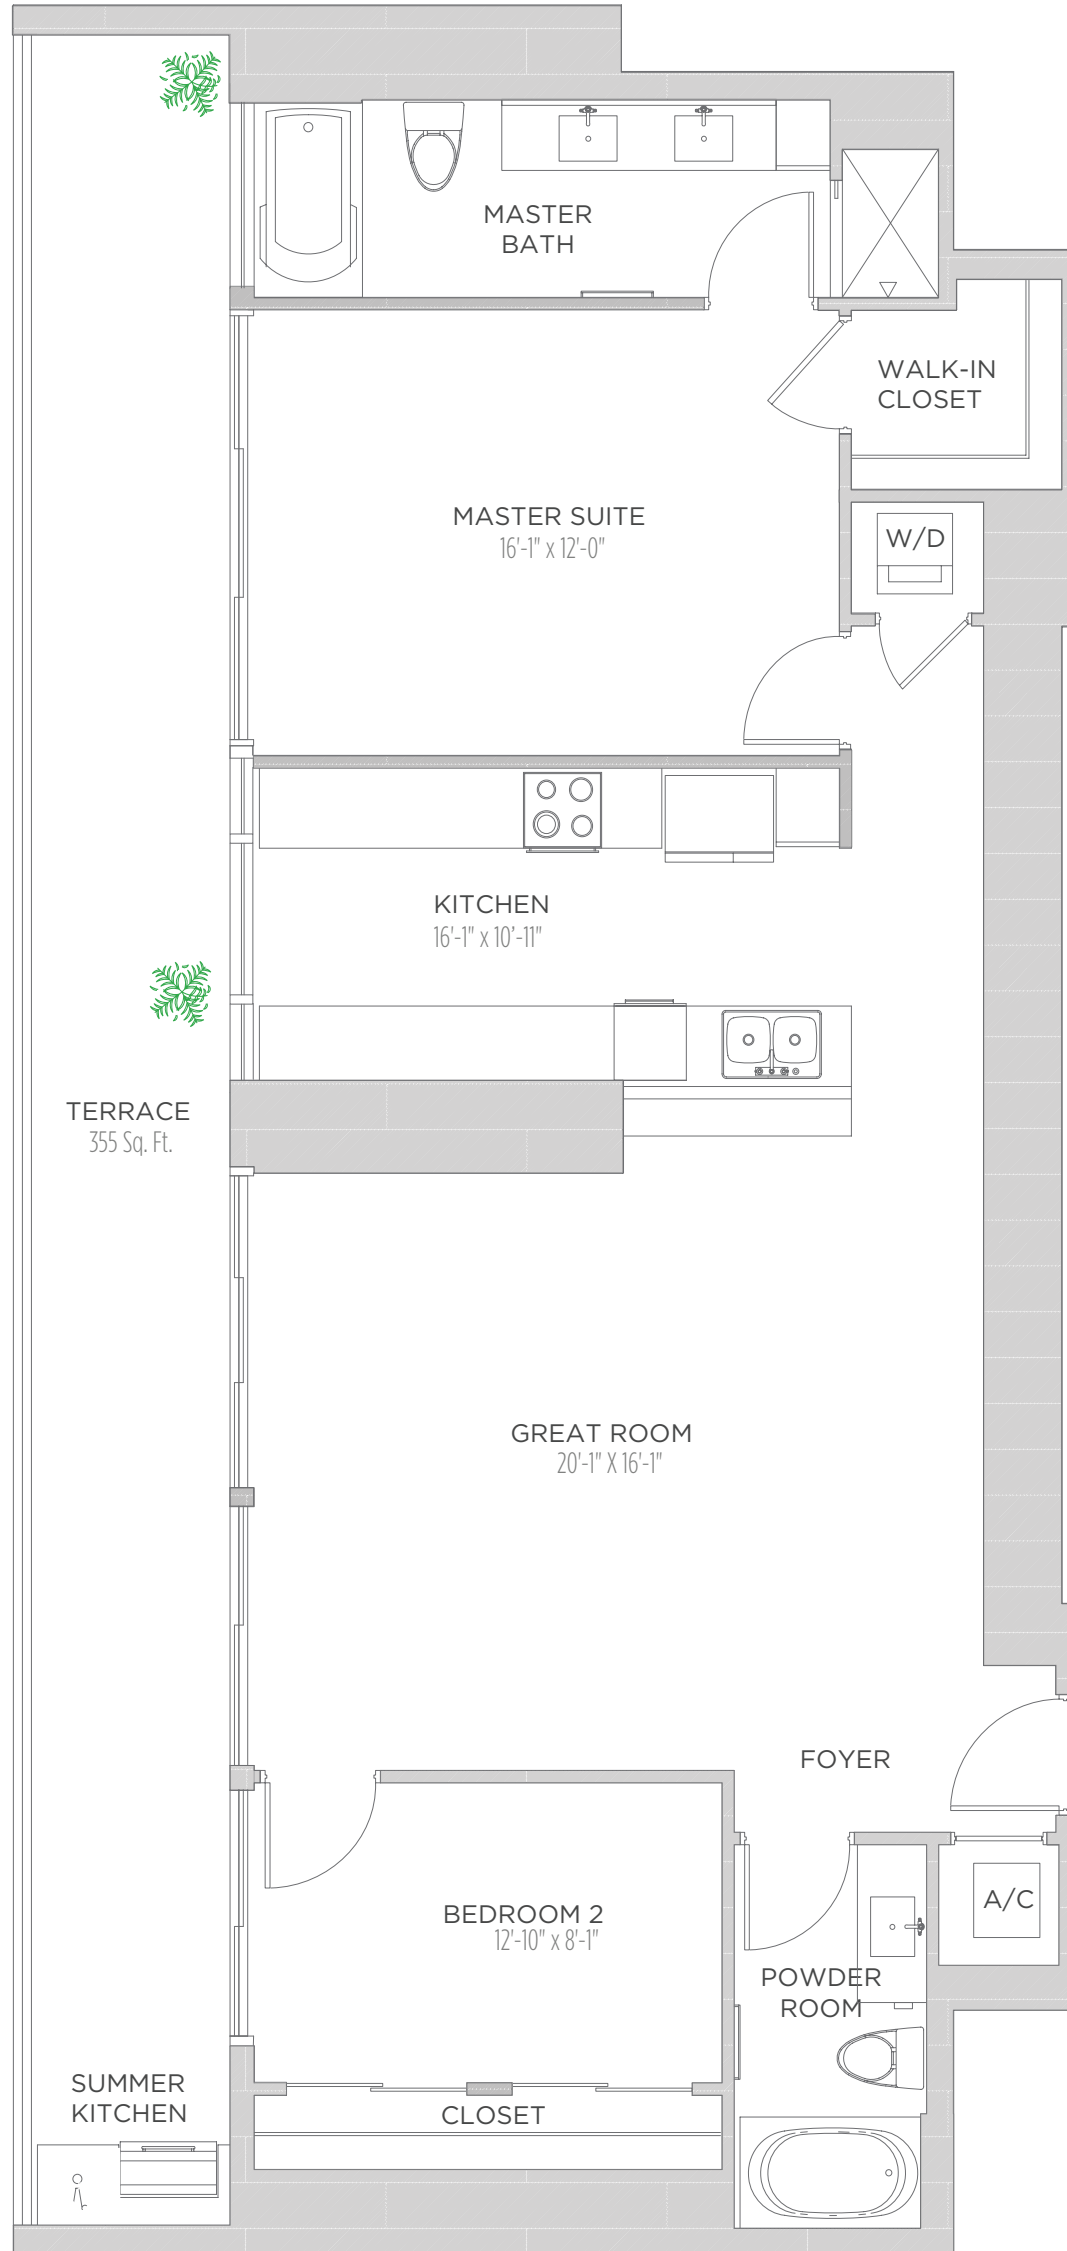 MASTER
BATH
WALK-IN
CLOSET
MASTER SUITE
16'-1" x 12'-0"
W/D
KITCHEN
16'-1" x 10'-11"
TERRACE
355 Sq. Ft.
GREAT ROOM
20'-1" X 16'-1"
FOYER
BEDROOM 2
12'-10" x 8'-1"
A/C
POWDER
ROOM
SUMMER
KITCHEN
CLOSET